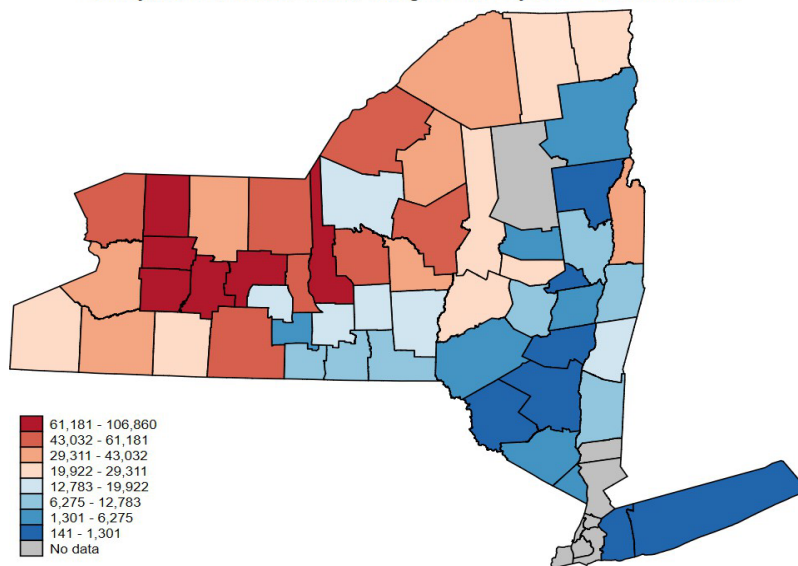 61,181 - 106,860
43,032 - 61,181
29,311 - 43,032
19,922 - 29,311
12,783 - 19,922
6,275 - 12,783
1,301 - 6,275
141 - 1,301
No data